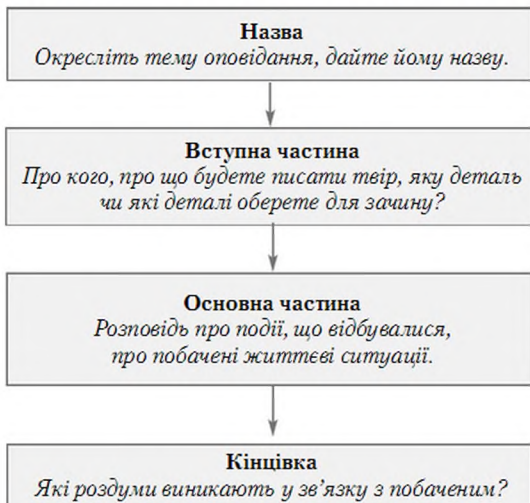 Назва
Окресліть тему оповідання, дайте йому назву.
Вступна частина
Про кого, про що будете писати твір, яку деталь
чи які деталі оберете для зачину?
Основна частина
Розповідь про події, що відбувалися,
про побачені життєві ситуації.
Кінцівка
Які роздуми виникають у зв’язку з побаченим?